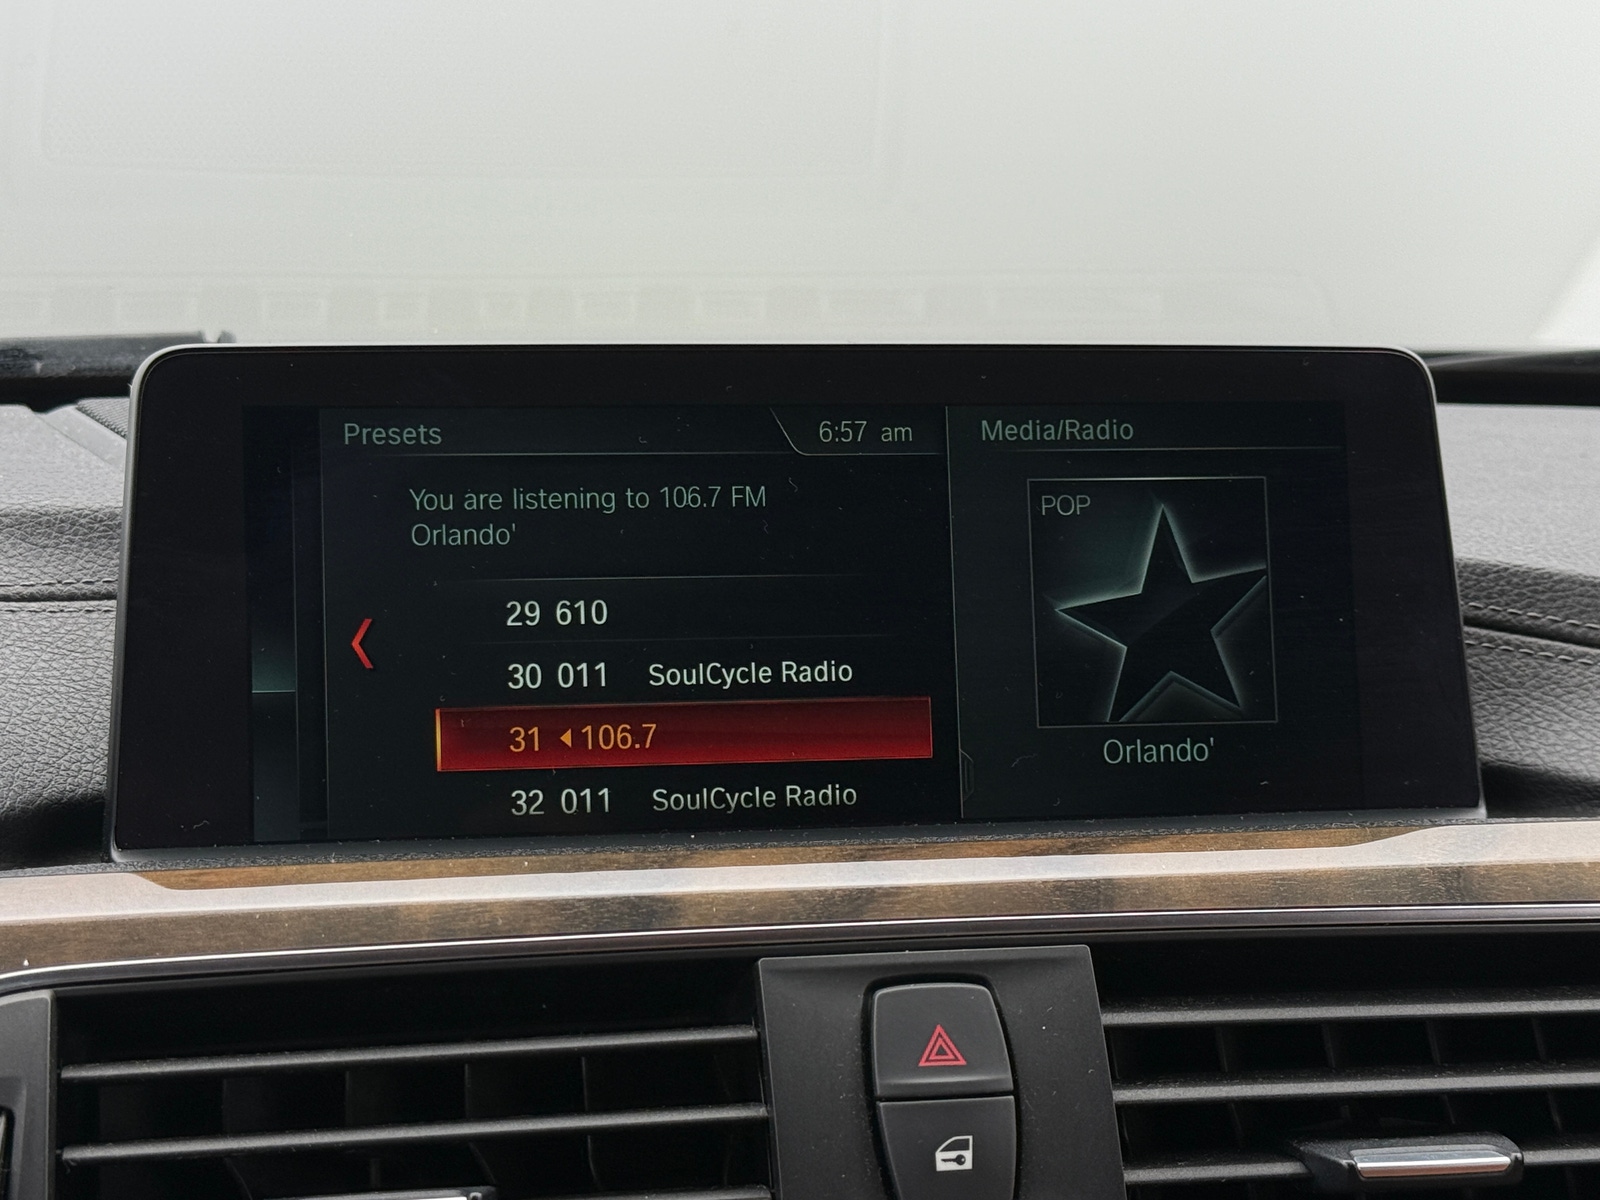 Presets
6:57 am
You are listening to 106.7 FM
Orlando'
29 610
30 011 SoulCycle Radio
31 ◂106.7
32 011 SoulCycle Radio
Media/Radio
POP
Orlando'